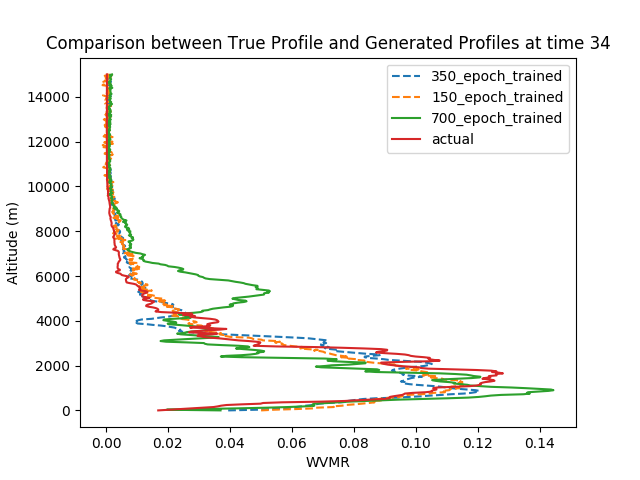 Comparison between True Profile and Generated Profiles at time 34
350_epoch_trained
150_epoch_trained
700_epoch_trained
actual
Altitude (m)
14000
12000
10000
8000
6000
4000
2000
0
0.00 0.02 0.04 0.06 0.08 0.10 0.12 0.14
WVMR